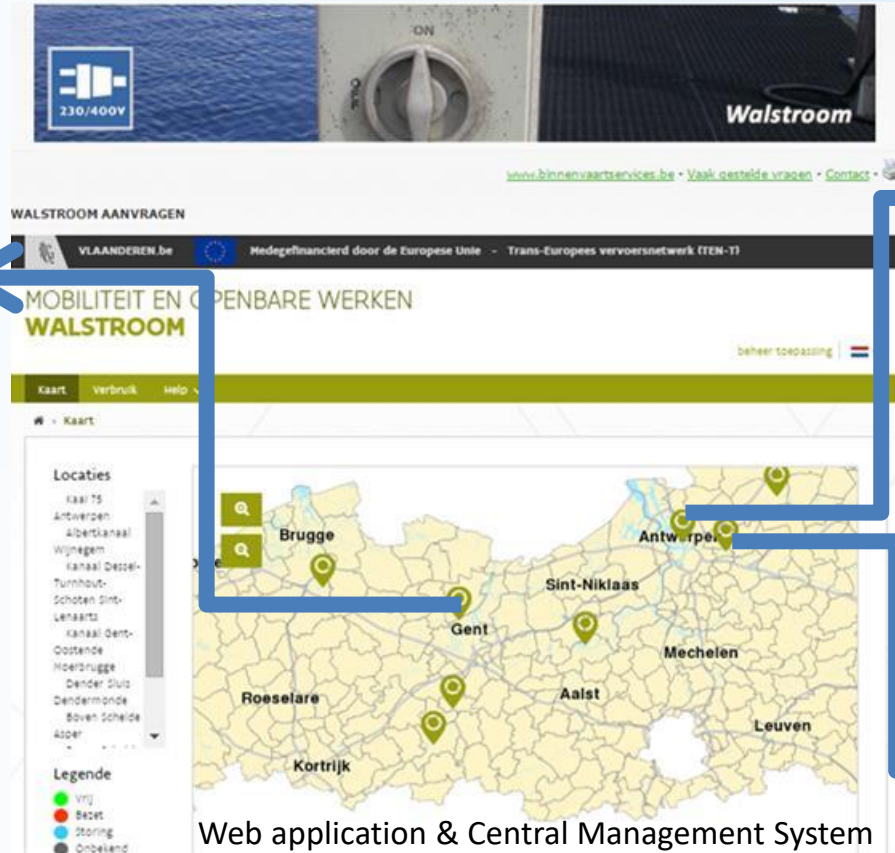 ON
230/400V
Walstroom
www.binnenvaartservices.be • Vaak gestelde vragen • Contact •
WALSTROOM AANVRAGEN
VLAANDEREN.be Medegefinancierd door de Europese Unie - Trans-Europees vervoersnetwerk (TEN-T)
MOBILITEIT EN OPENBARE WERKEN
WALSTROOM
beheer toepassing
Kaart Verbruik Help
Kaart
Locaties
Kaai 75
Antwerpen
Albertkanaal
Wijnegem
Kanaal Dessel-
Turnhout-
Schoten Sint-
Lenaarts
Kanaal Gent-
Oostende
Moerbrugge
Dender Sluis
Dendermonde
Boven Schelde
Asper
Brugge
Antwerpen
Sint-Niklaas
Gent
Mechelen
Roeselare
Aalst
Leuven
Kortrijk
Legende
Vrij
Bezet
Storing
Onbekend
Web application & Central Management System